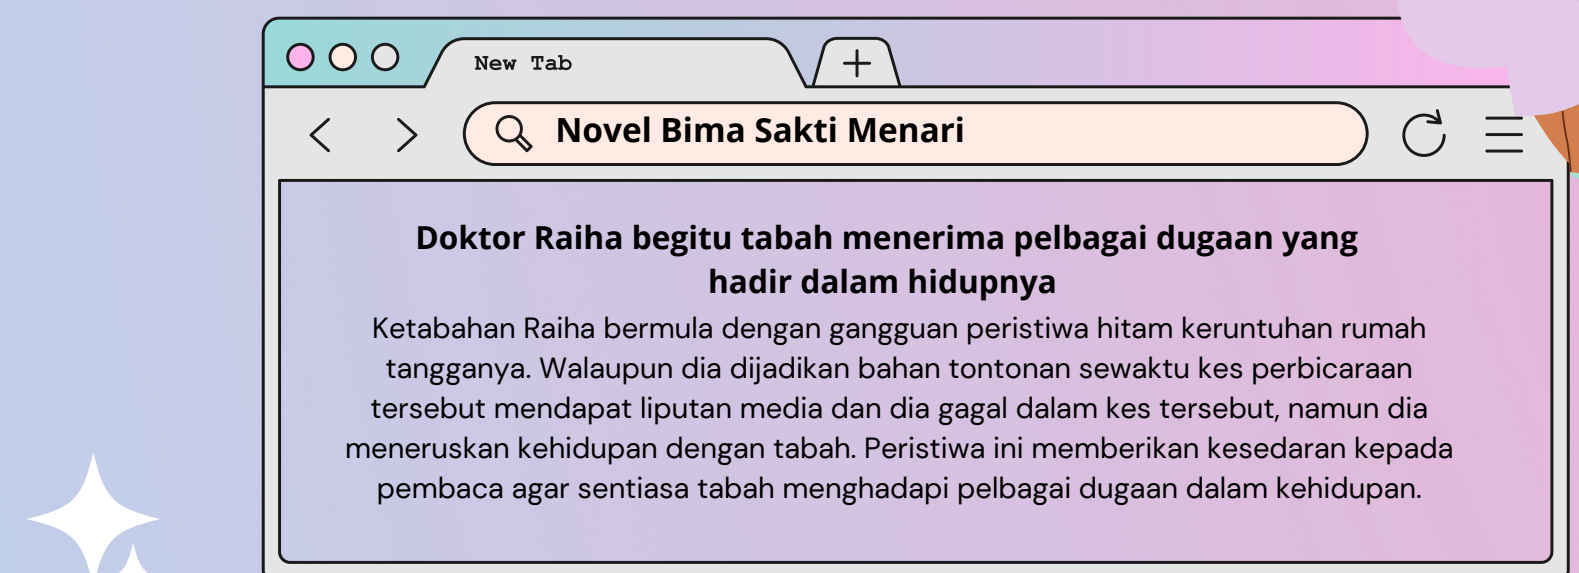 New Tab
Novel Bima Sakti Menari
Doktor Raiha begitu tabah menerima pelbagai dugaan yang
hadir dalam hidupnya
Ketabahan Raiha bermula dengan gangguan peristiwa hitam keruntuhan rumah
tangganya. Walaupun dia dijadikan bahan tontonan sewaktu kes perbicaraan
tersebut mendapat liputan media dan dia gagal dalam kes tersebut, namun dia
meneruskan kehidupan dengan tabah. Peristiwa ini memberikan kesedaran kepada
pembaca agar sentiasa tabah menghadapi pelbagai dugaan dalam kehidupan.